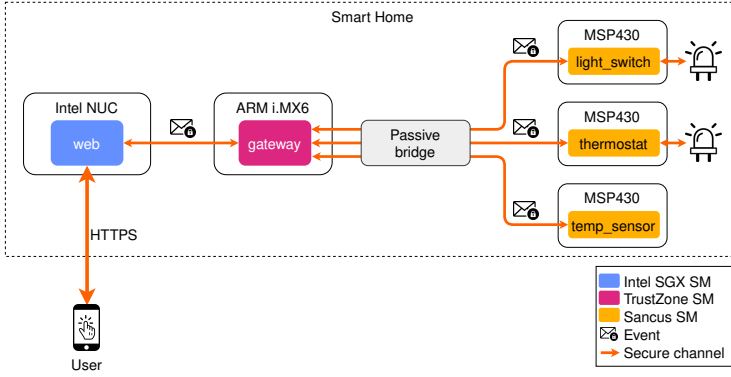 Smart Home
MSP430
light_switch
Intel NUC
web
ARM i.MX6
gateway
Passive
bridge
MSP430
thermostat
MSP430
temp_sensor
HTTPS
User
Intel SGX SM
TrustZone SM
Sancus SM
Event
Secure channel